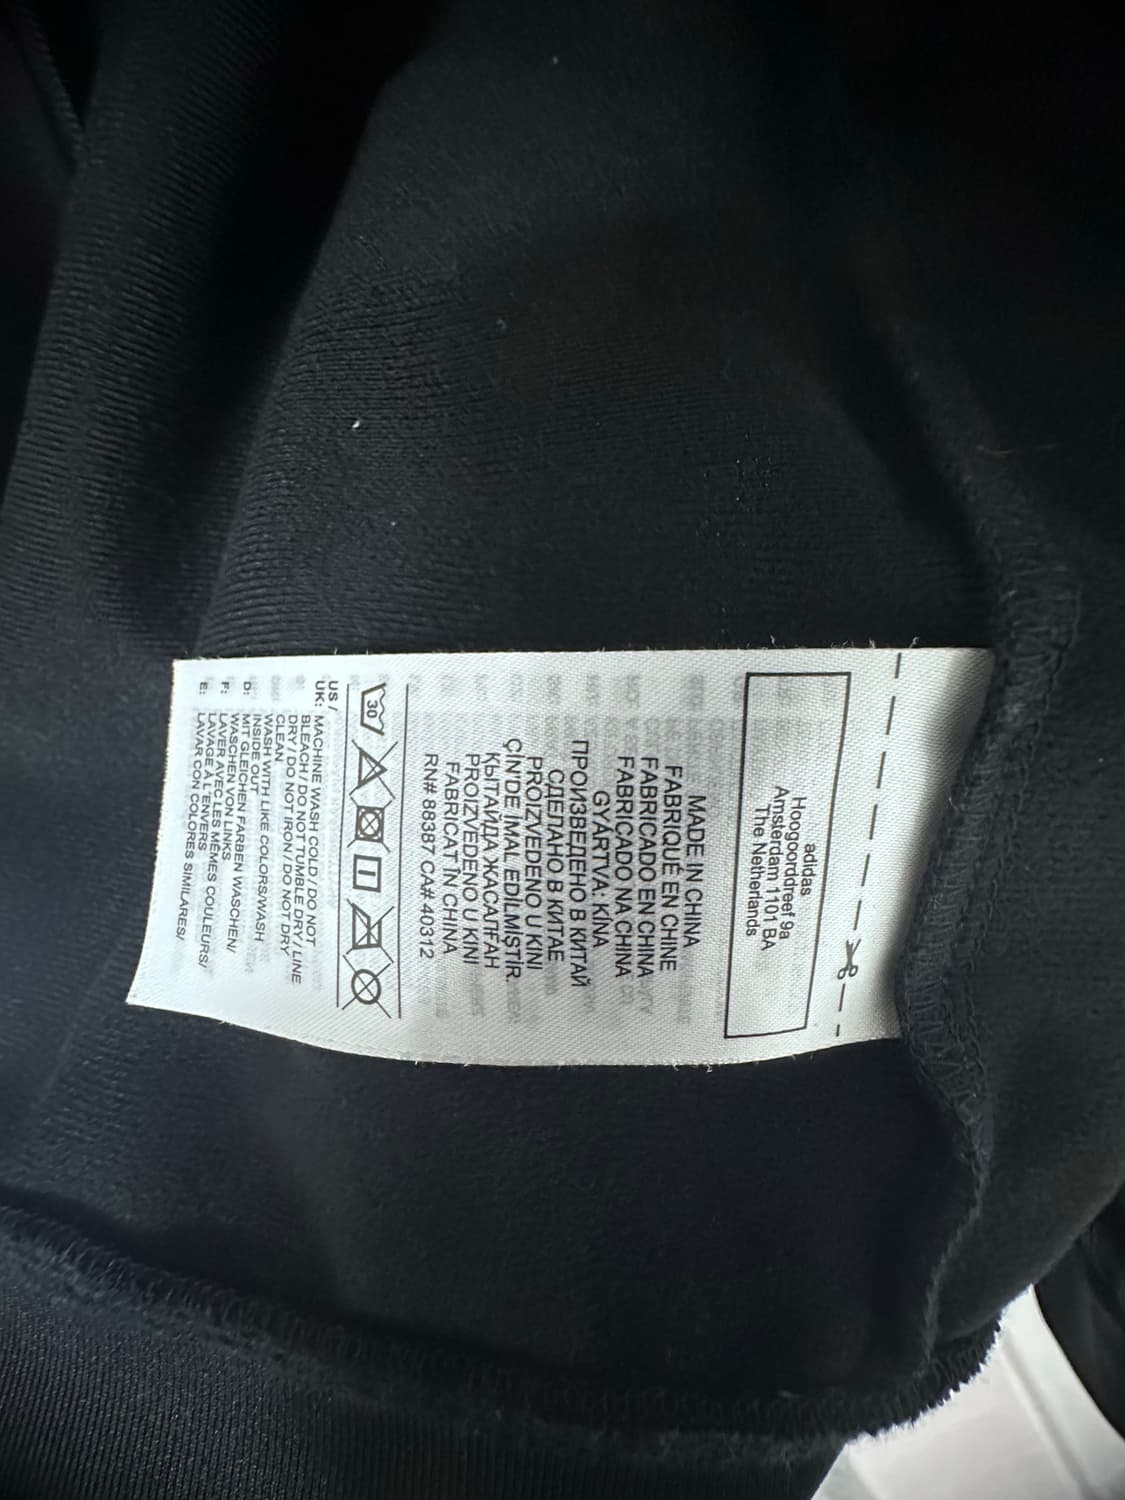 adidas
Hoogoorddreef 9a
Amsterdam 1101 BA
The Netherlands
MADE IN CHINA
FABRIQUÉ EN CHINE
FABRICADO EN CHINA
FABRICADO NA CHINA
GYÁRTVA: KÍNA
ПРОИЗВЕДЕНО В КИТАЙ
СДЕЛАНО В КИТАЕ
PROIZVEDENO U KINI
ÇİNDE İMAL EDİLMİŞTİR.
ҚЫТАЙДА ЖАСАЛҒАН
PROIZVEDENO U KINI
FABRICAT ÎN CHINA
RN# 88387 CA# 40312
30
US /
UK: MACHINE WASH COLD / DO NOT
BLEACH / DO NOT TUMBLE DRY / LINE
DRY / DO NOT IRON / DO NOT DRY
CLEAN
WASH WITH LIKE COLORS/WASH
INSIDE OUT
D: MIT GLEICHEN FARBEN WASCHEN/
WASCHEN VON LINKS
F: LAVER AVEC LES MÊMES COULEURS/
LAVAGE À L'ENVERS
E: LAVAR CON COLORES SIMILARES/